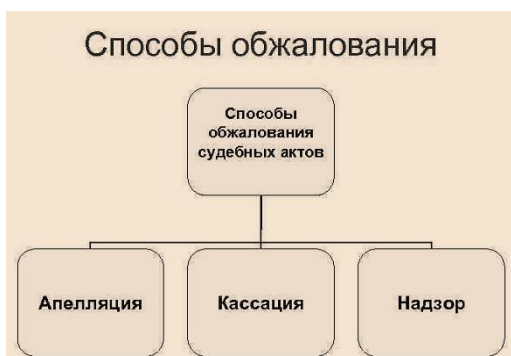 Способы обжалования
Способы
обжалования
судебных актов
Апелляция
Кассация
Надзор